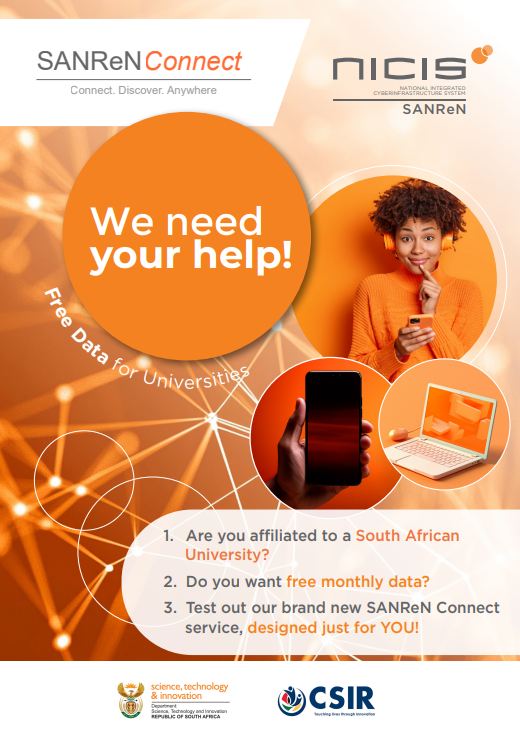 SANReN Connect
Connect. Discover. Anywhere
NICIS
NATIONAL INTEGRATED
CYBERINFRASTRUCTURE SYSTEM
SANReN
We need
your help!
Free Data for Universities
1. Are you affiliated to a South African
University?
2. Do you want free monthly data?
3. Test out our brand new SANReN Connect
service, designed just for YOU!
science, technology
& innovation
Department:
Science, Technology and Innovation
REPUBLIC OF SOUTH AFRICA
CSIR
Touching lives through innovation